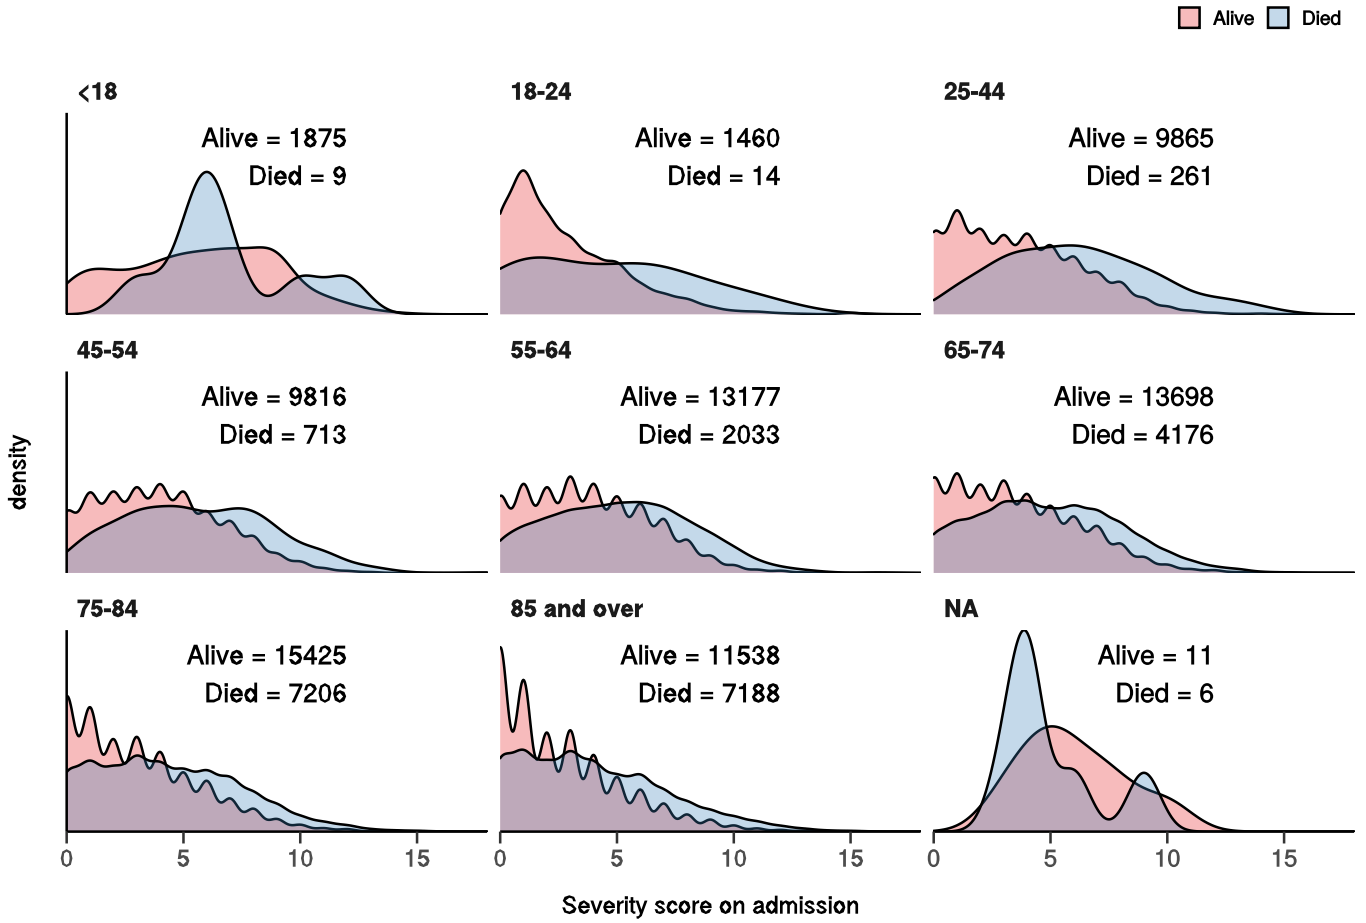 Alive Died
<18 18-24 25-44
Alive = 1875 Alive = 1460 Alive = 9865
Died = 9 Died = 14 Died = 261
45-54 55-64 65-74
Alive = 9816 Alive = 13177 Alive = 13698
Died = 713 Died = 2033 Died = 4176
density
75-84 85 and over NA
Alive = 15425 Alive = 11538 Alive = 11
Died = 7206 Died = 7188 Died = 6
0 5 10 15 0 5 10 15 0 5 10 15
Severity score on admission